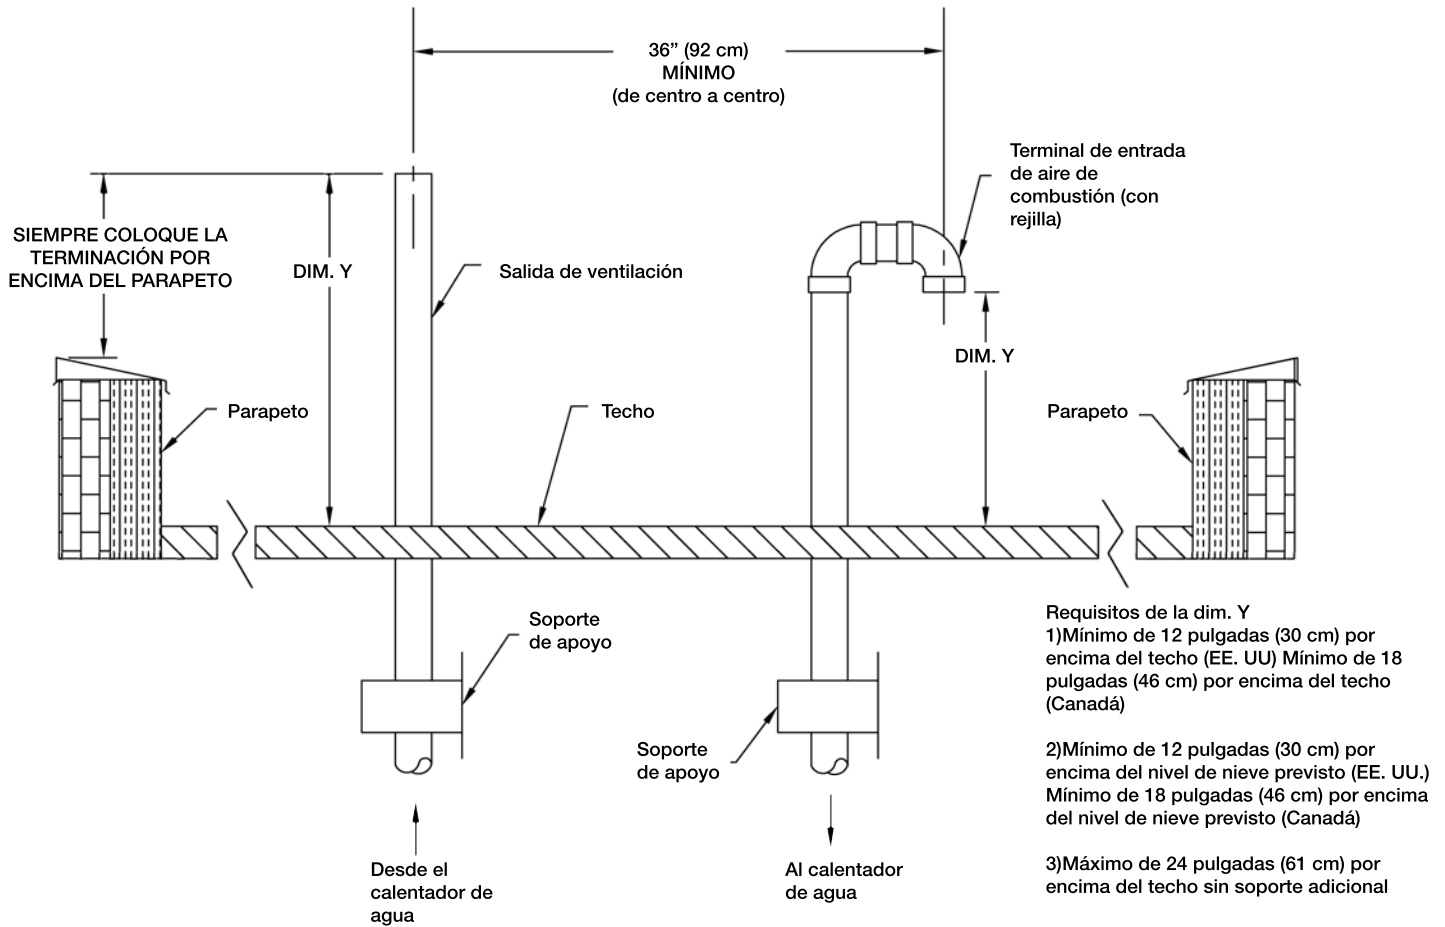 36” (92 cm)
MÍNIMO
(de centro a centro)
Terminal de entrada
de aire de
combustión (con
rejilla)
SIEMPRE COLOQUE LA
TERMINACIÓN POR
ENCIMA DEL PARAPETO
DIM. Y
Salida de ventilación
DIM. Y
Parapeto
Techo
Parapeto
Soporte
de apoyo
Soporte
de apoyo
Desde el
calentador de
agua
Al calentador
de agua
Requisitos de la dim. Y
1)Mínimo de 12 pulgadas (30 cm) por
encima del techo (EE. UU) Mínimo de 18
pulgadas (46 cm) por encima del techo
(Canadá)
2)Mínimo de 12 pulgadas (30 cm) por
encima del nivel de nieve previsto (EE. UU.)
Mínimo de 18 pulgadas (46 cm) por encima
del nivel de nieve previsto (Canadá)
3)Máximo de 24 pulgadas (61 cm) por
encima del techo sin soporte adicional